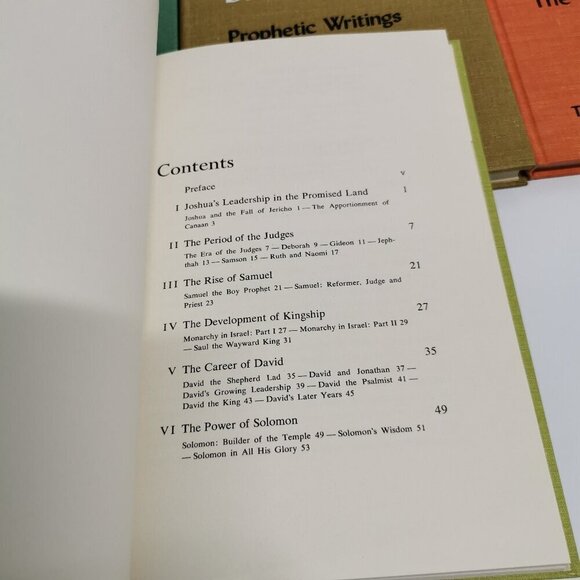 Prophetic Writings
The
T
Contents
Preface v
I Joshua's Leadership in the Promised Land 1
Joshua and the Fall of Jericho 1 — The Apportionment of
Canaan 3
II The Period of the Judges 7
The Era of the Judges 7 — Deborah 9 — Gideon 11 — Jeph-
thah 13 — Samson 15 — Ruth and Naomi 17
III The Rise of Samuel 21
Samuel the Boy Prophet 21 — Samuel: Reformer, Judge and
Priest 23
IV The Development of Kingship 27
Monarchy in Israel: Part I 27 — Monarchy in Israel: Part II 29
— Saul the Wayward King 31
V The Career of David 35
David the Shepherd Lad 35 — David and Jonathan 37 —
David's Growing Leadership 39 — David the Psalmist 41 —
David the King 43 — David's Later Years 45
VI The Power of Solomon 49
Solomon: Builder of the Temple 49 — Solomon's Wisdom 51
— Solomon in All His Glory 53